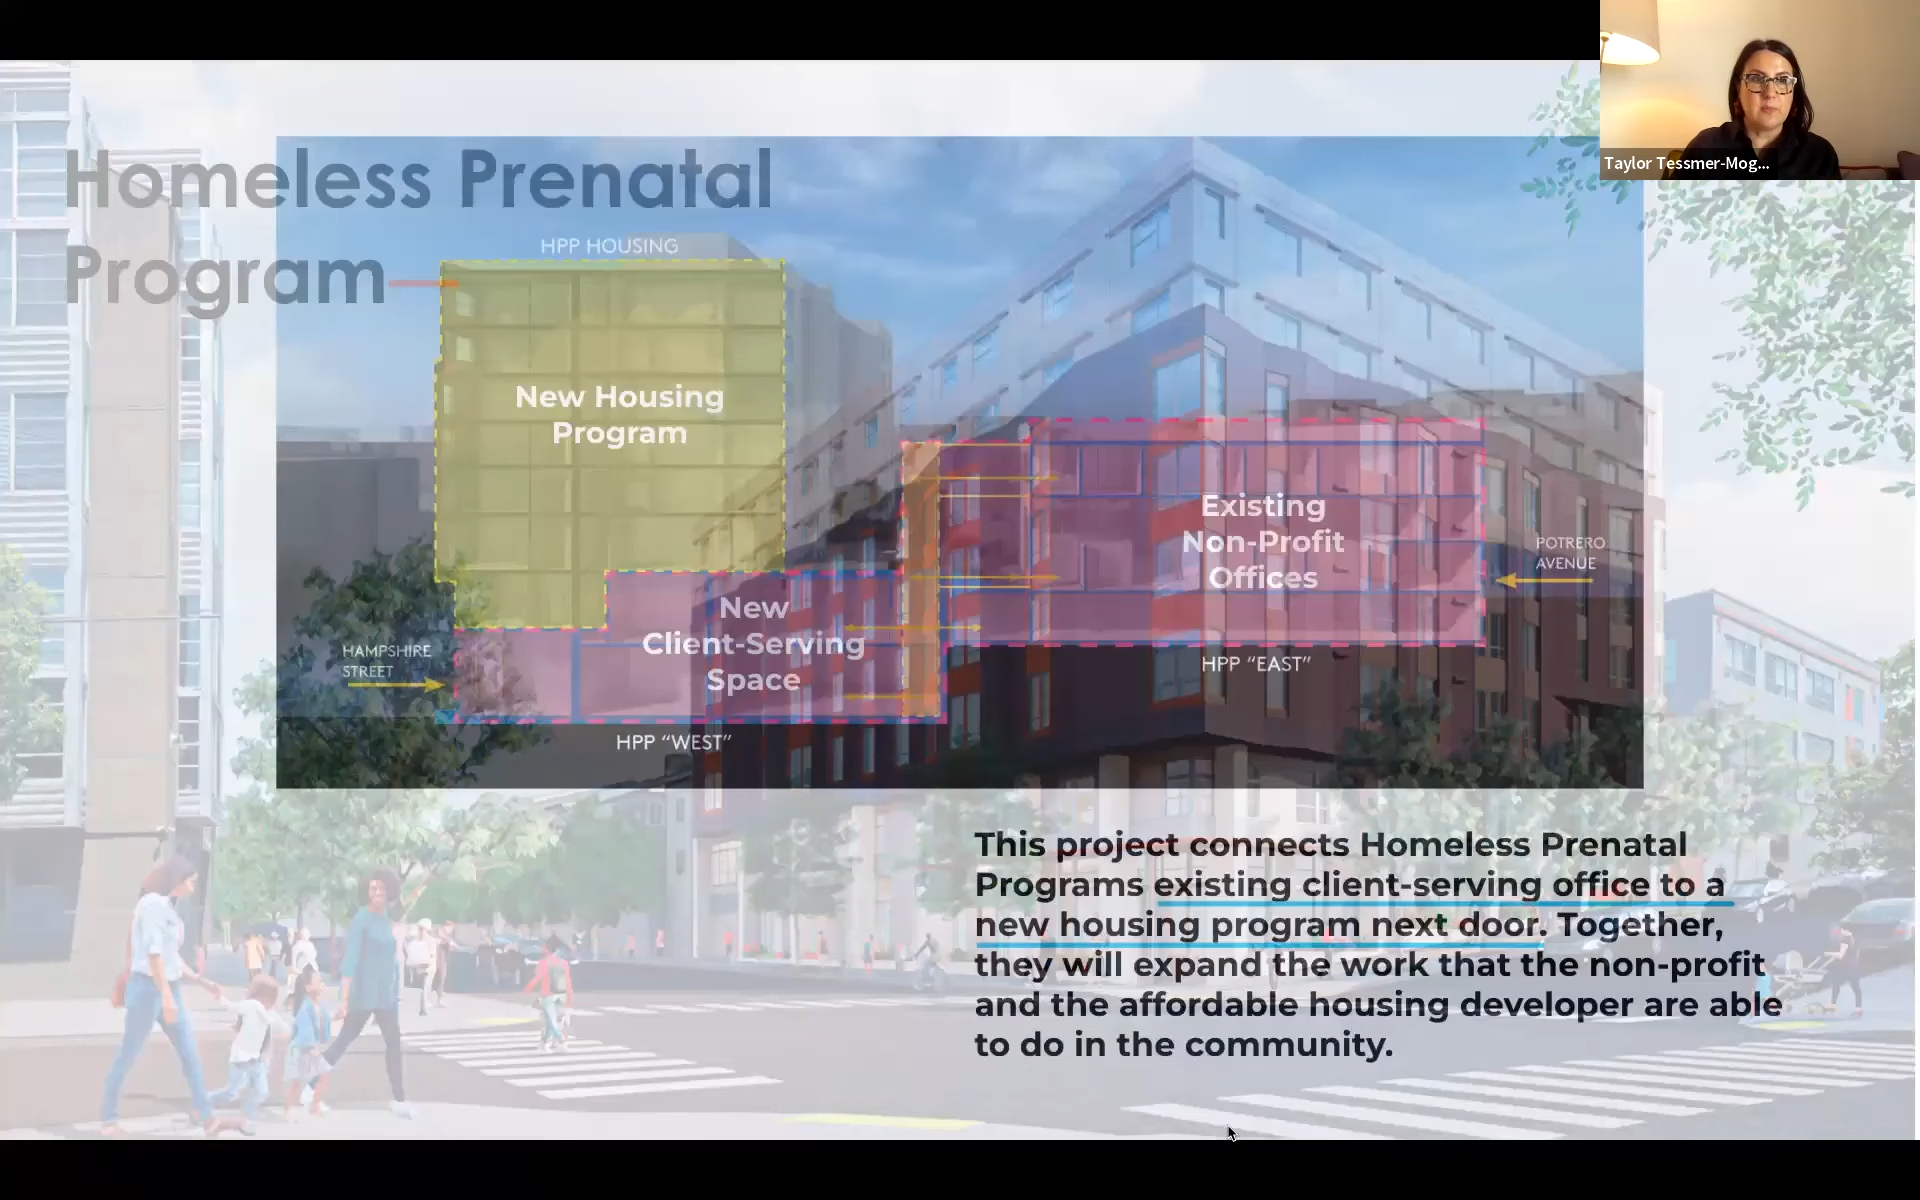 Taylor Tessmer-Mog...
Homeless Prenatal
Program
HPP HOUSING
New Housing
Program
Existing
Non-Profit
Offices
POTRERO
AVENUE
New
Client-Serving
Space
HAMPSHIRE
STREET
HPP “EAST”
HPP “WEST”
This project connects Homeless Prenatal
Programs existing client-serving office to a
new housing program next door. Together,
they will expand the work that the non-profit
and the affordable housing developer are able
to do in the community.